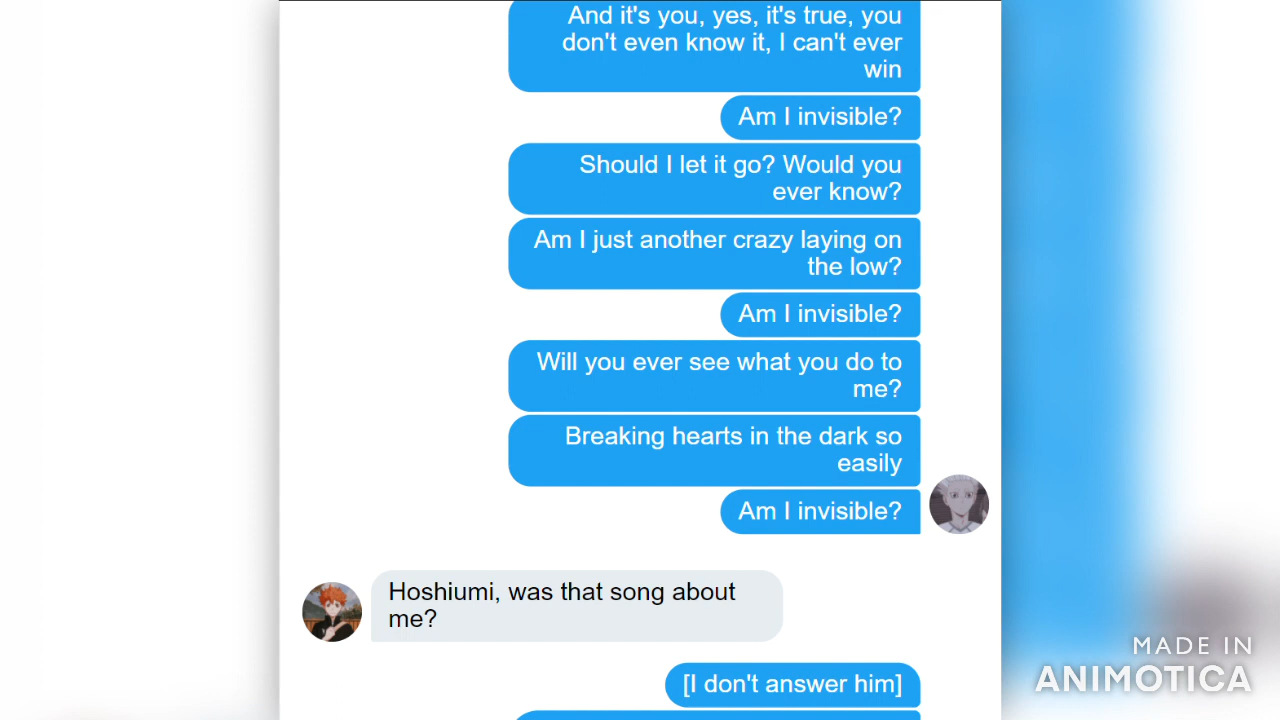 And it's you, yes, it's true, you
don't even know it, I can't ever
win
Am I invisible?
Should I let it go? Would you
ever know?
Am I just another crazy laying on
the low?
Am I invisible?
Will you ever see what you do to
me?
Breaking hearts in the dark so
easily
Am I invisible?
Hoshiumi, was that song about
me?
[I don't answer him]
MADE IN
ANIMOTICA